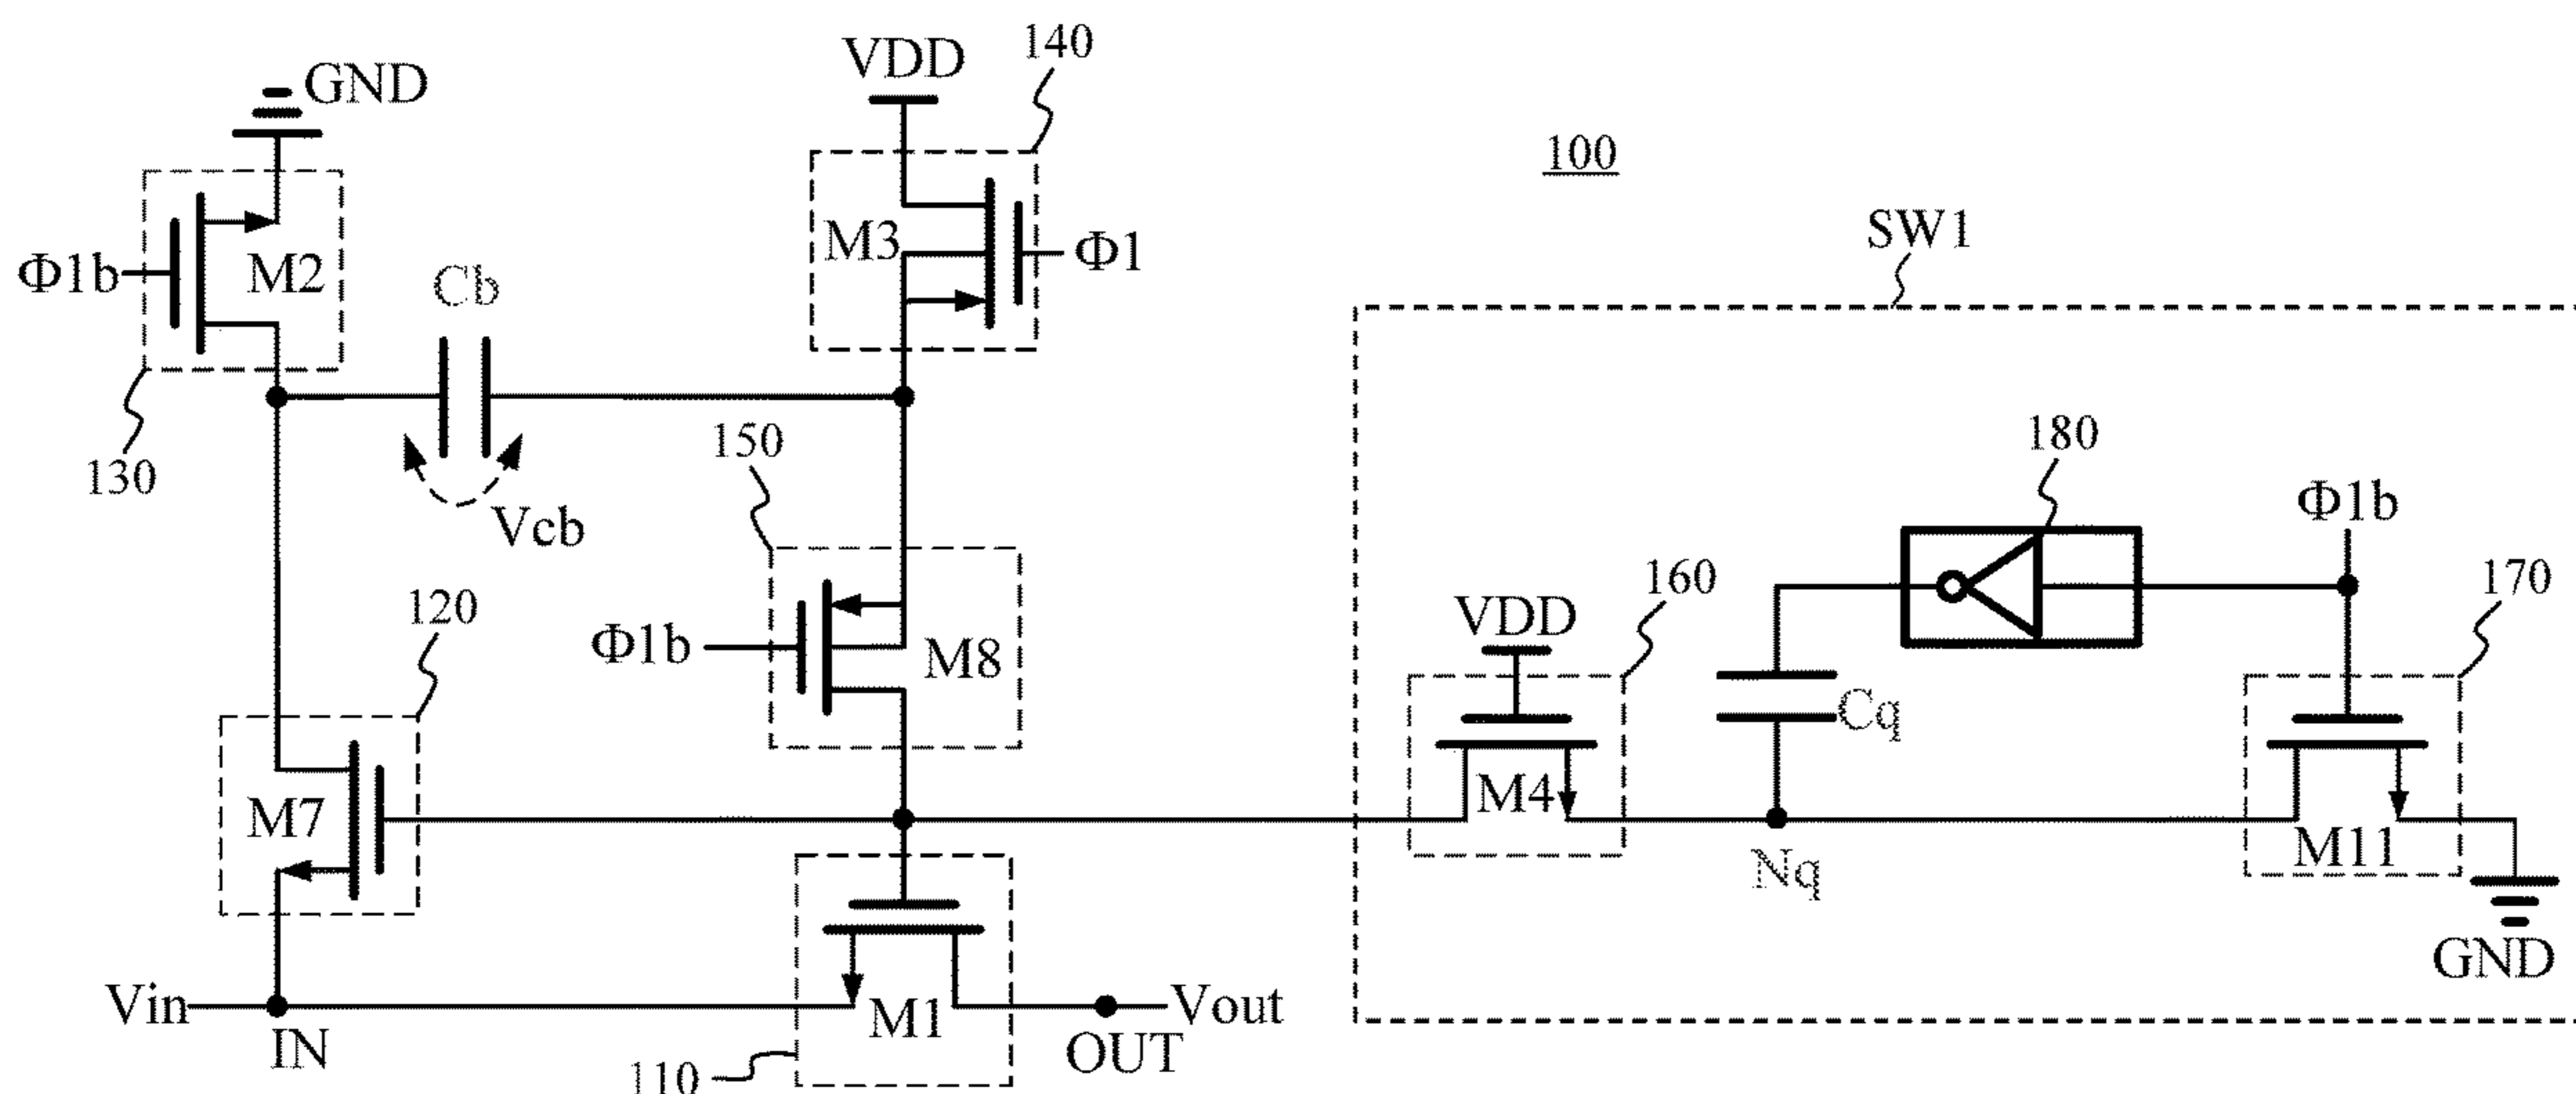 140
VDD
GND
100
SW1
M3
Φ1
M2
Φ1b
Cb
150
180
130
Φ1b
Vcb
160
170
120
VDD
Φ1b
M8
Cq
M4
M7
M11
Nq
GND
Vin
M1
Vout
IN
OUT
110